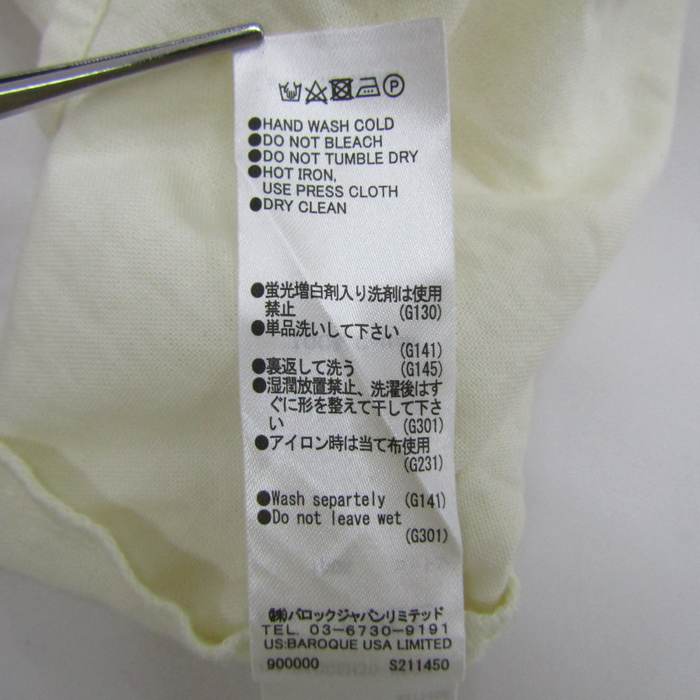 ●HAND WASH COLD
●DO NOT BLEACH
●DO NOT TUMBLE DRY
●HOT IRON,
USE PRESS CLOTH
●DRY CLEAN
●蛍光増白剤入り洗剤は使用
禁止 (G130)
●単品洗いして下さい
(G141)
●裏返して洗う (G145)
●湿潤放置禁止、洗濯後はす
ぐに形を整えて干して下さ
い (G301)
●アイロン時は当て布使用
(G231)
●Wash separtely (G141)
●Do not leave wet
(G301)
㈱バロックジャパンリミテッド
TEL. 03-6730-9191
US:BAROQUE USA LIMITED
900000 S211450